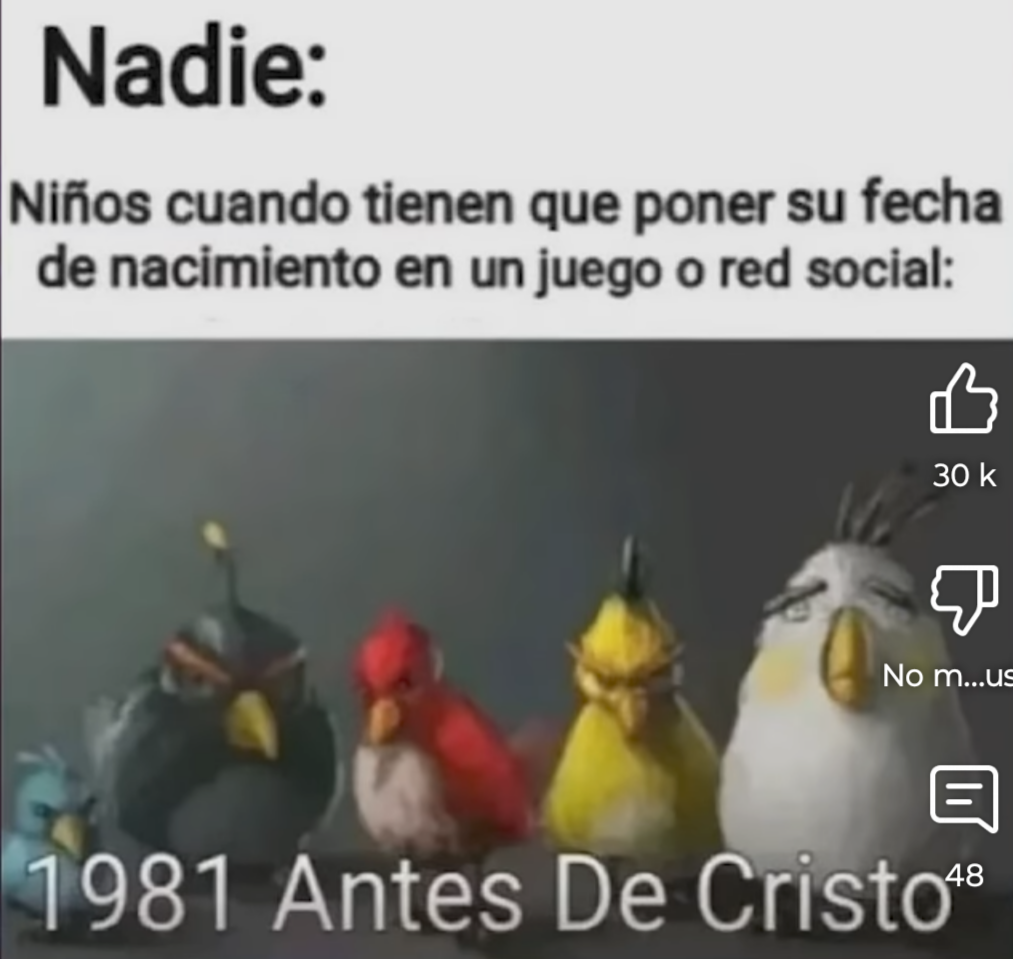 Nadie:
Niños cuando tienen que poner su fecha
de nacimiento en un juego o red social:
30 k
No m...us
48
1981 Antes De Cristo